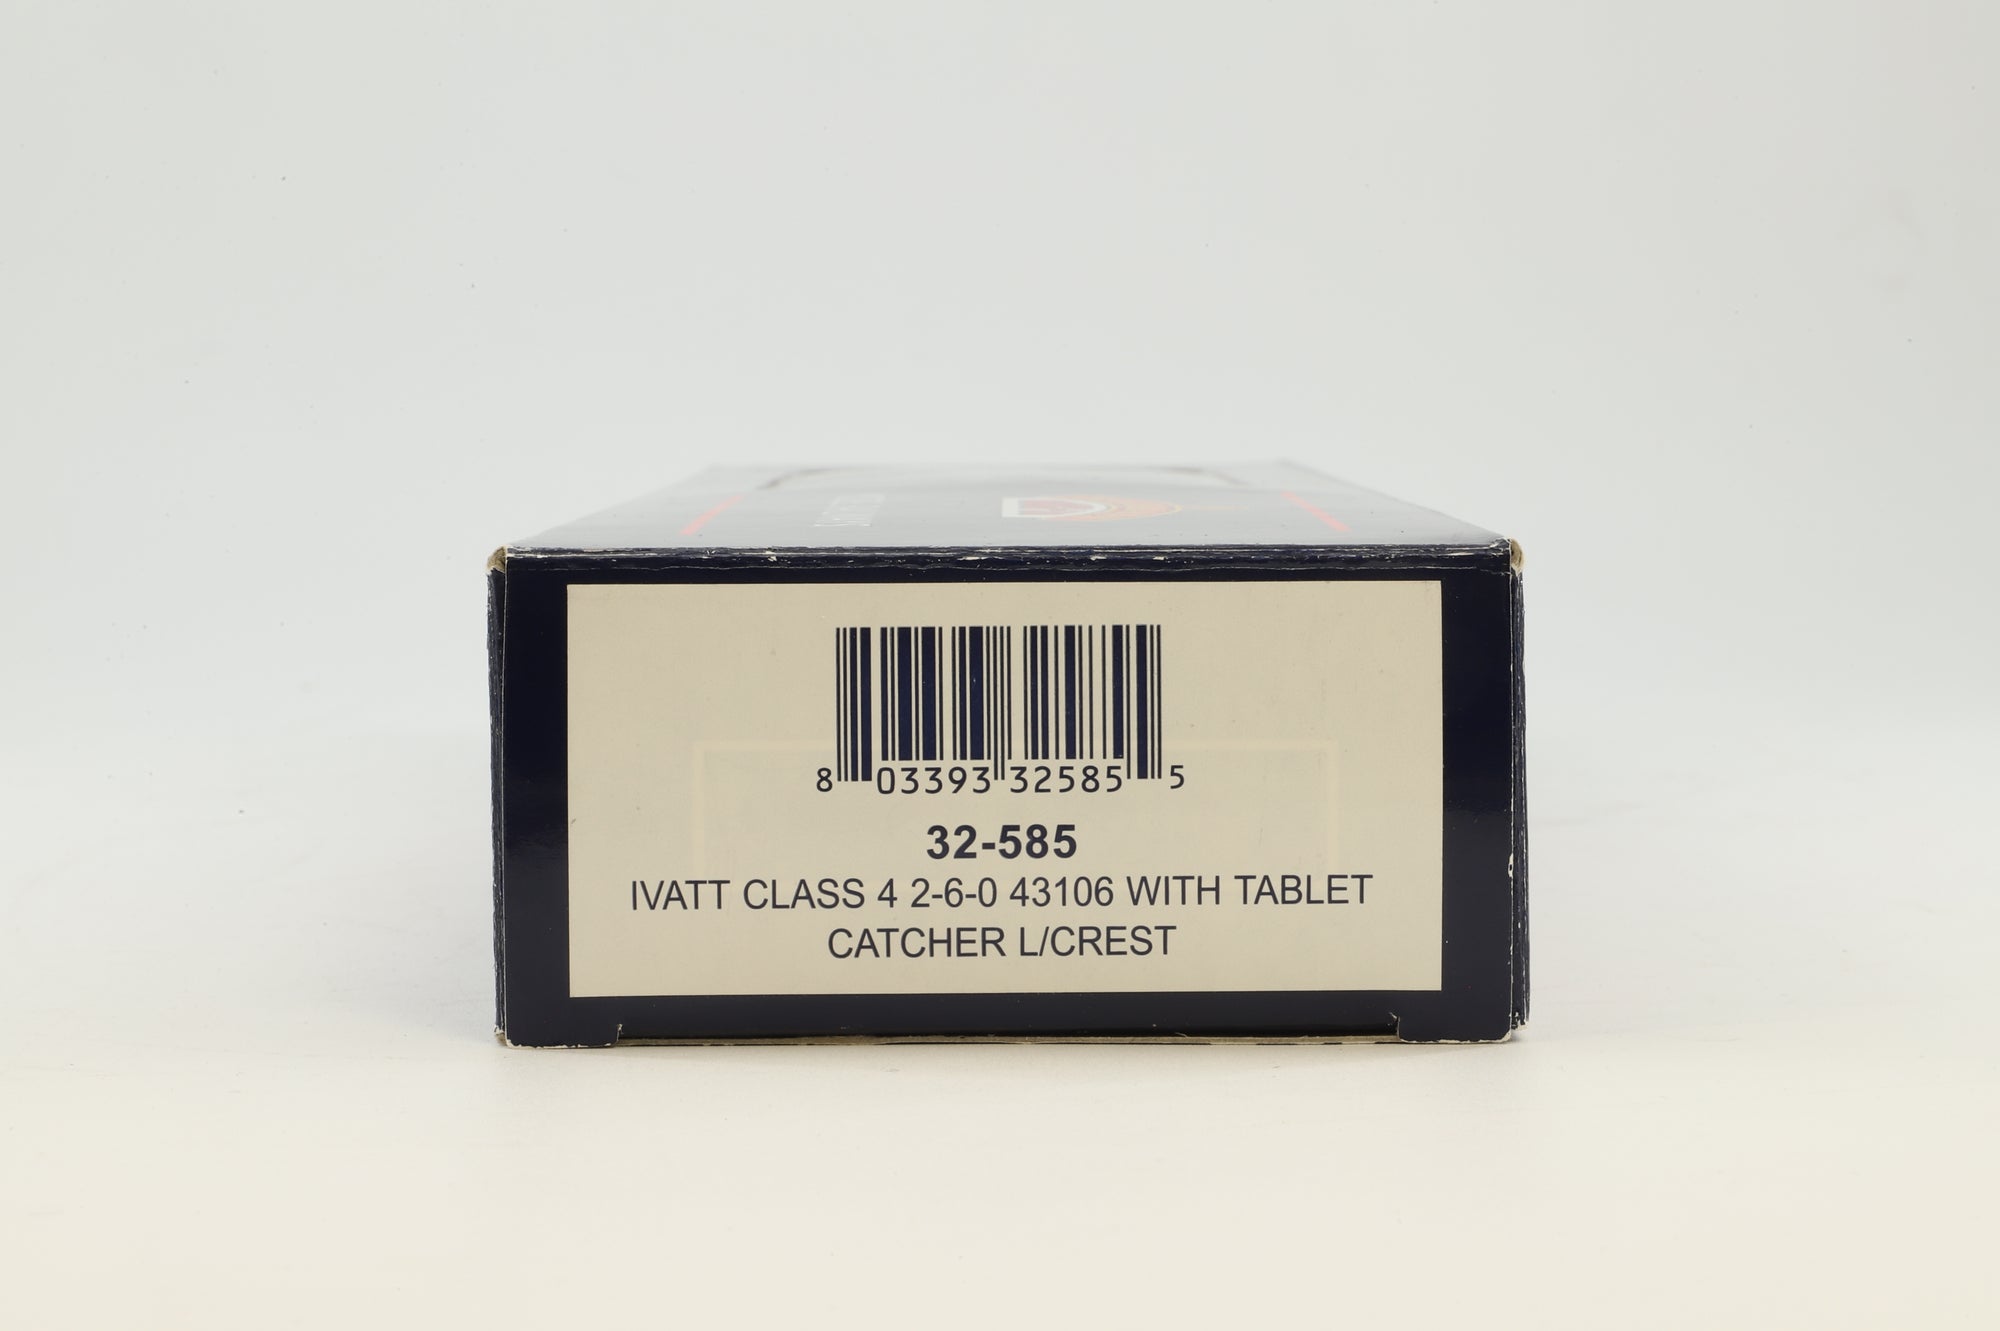 8 03393 32585 5
32-585
IVATT CLASS 4 2-6-0 43106 WITH TABLET
CATCHER L/CREST